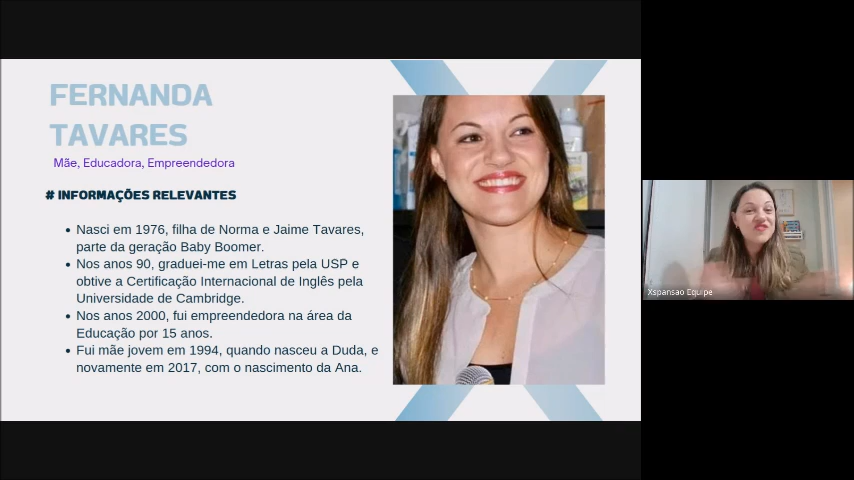 FERNANDA
TAVARES
Mãe, Educadora, Empreendedora
# INFORMAÇÕES RELEVANTES
• Nasci em 1976, filha de Norma e Jaime Tavares,
parte da geração Baby Boomer.
• Nos anos 90, graduei-me em Letras pela USP e
obtive a Certificação Internacional de Inglês pela
Universidade de Cambridge.
• Nos anos 2000, fui empreendedora na área da
Educação por 15 anos.
• Fui mãe jovem em 1994, quando nasceu a Duda, e
novamente em 2017, com o nascimento da Ana.
Xspansao Equipe